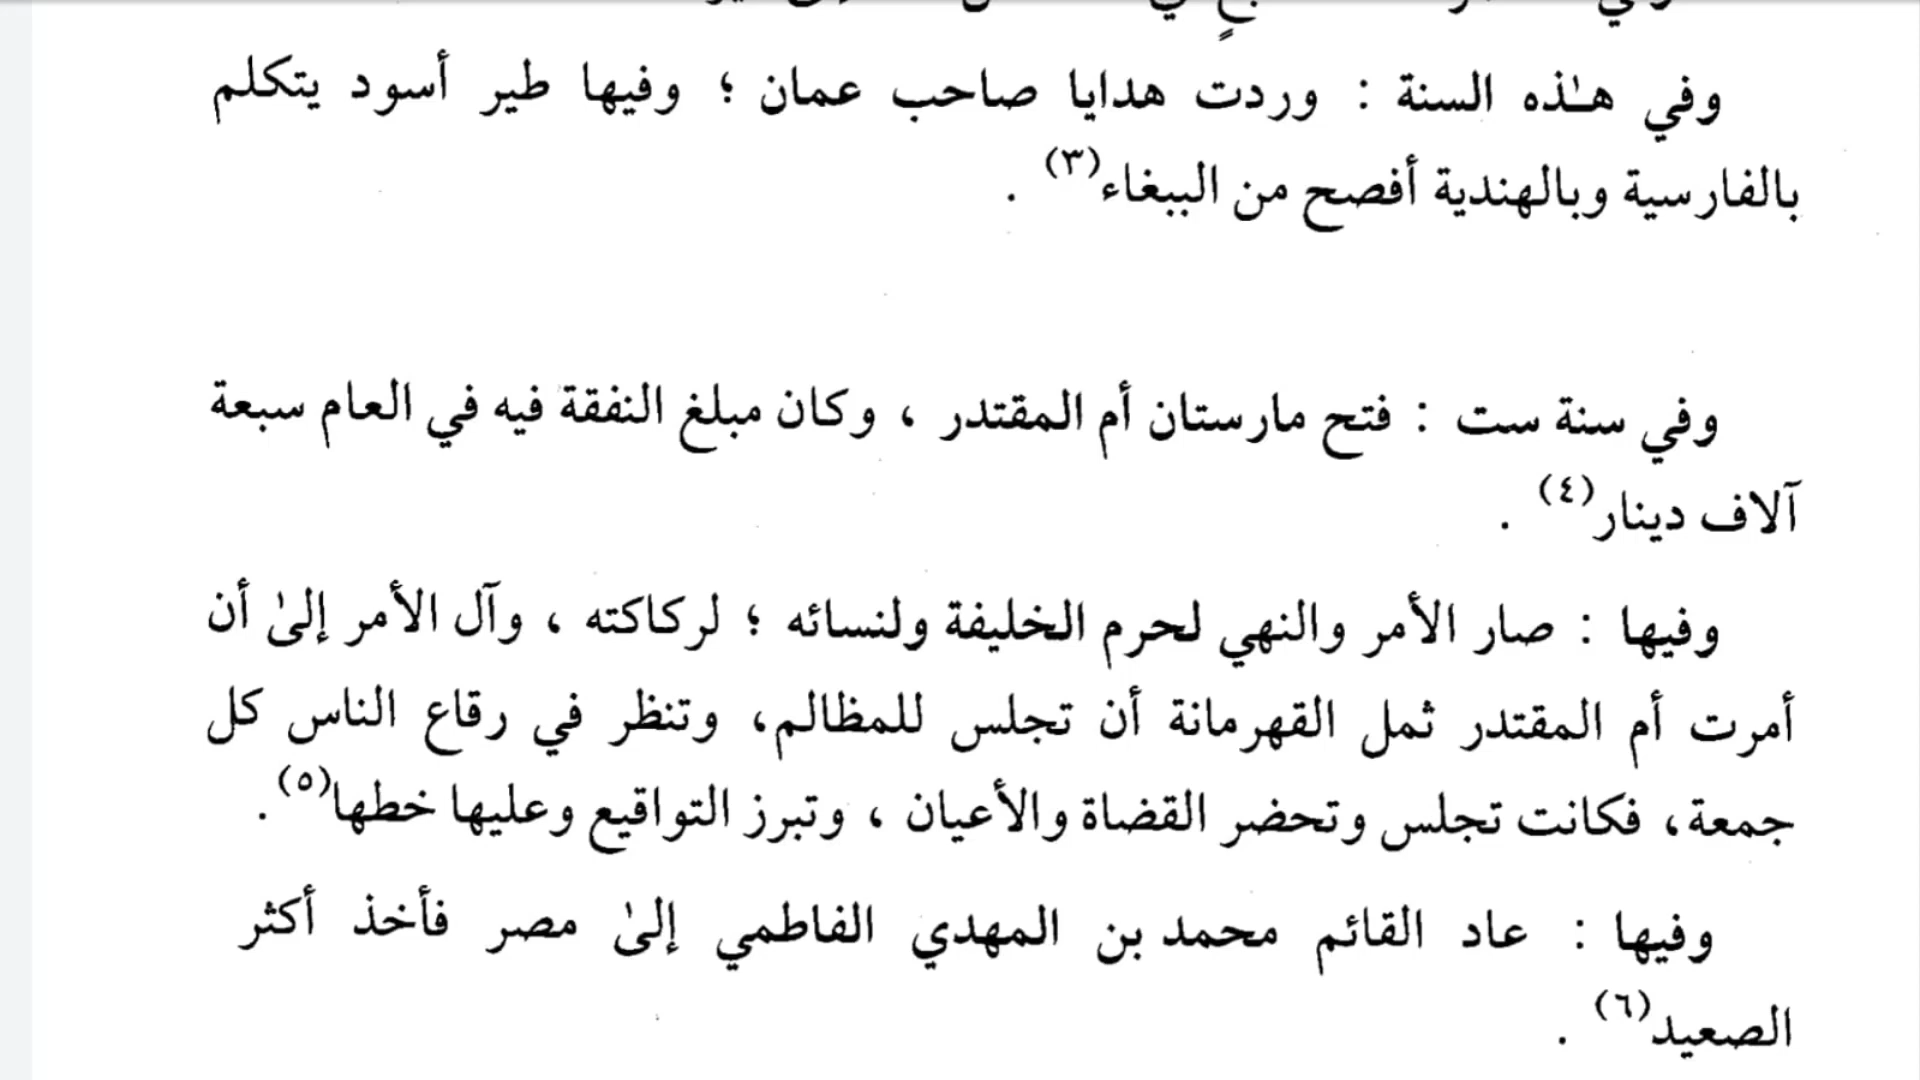 وفي هـٰذه السنة : وردت هدايا صاحب عمان ؛ وفيها طير أسود يتكلم
بالفارسية وبالهندية أفصح من الببغاء(٣) .
وفي سنة ست : فتح مارستان أم المقتدر ، وكان مبلغ النفقة فيه في العام سبعة
آلاف دينار(٤) .
وفيها : صار الأمر والنهي لحرم الخليفة ولنسائه ؛ لركاكته ، وآل الأمر إلىٰ أن
أمرت أم المقتدر ثمل القهرمانة أن تجلس للمظالم، وتنظر في رقاع الناس كل
جمعة، فكانت تجلس وتحضر القضاة والأعيان ، وتبرز التواقيع وعليها خطها(٥).
وفيها : عاد القائم محمد بن المهدي الفاطمي إلىٰ مصر فأخذ أكثر
الصعيد(٦) .